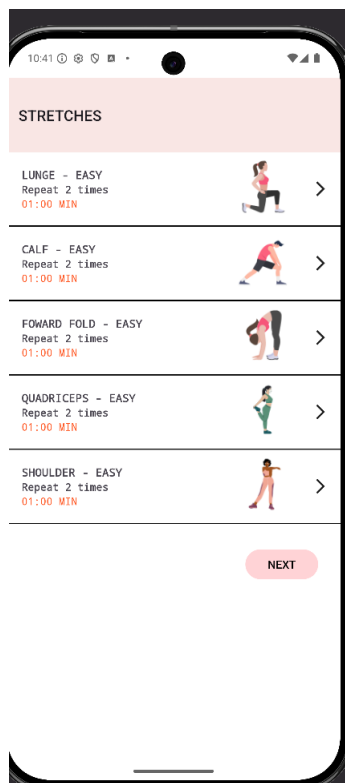 10:41
STRETCHES
LUNGE - EASY
Repeat 2 times
01:00 MIN
CALF - EASY
Repeat 2 times
01:00 MIN
FOWARD FOLD - EASY
Repeat 2 times
01:00 MIN
QUADRICEPS - EASY
Repeat 2 times
01:00 MIN
SHOULDER - EASY
Repeat 2 times
01:00 MIN
NEXT